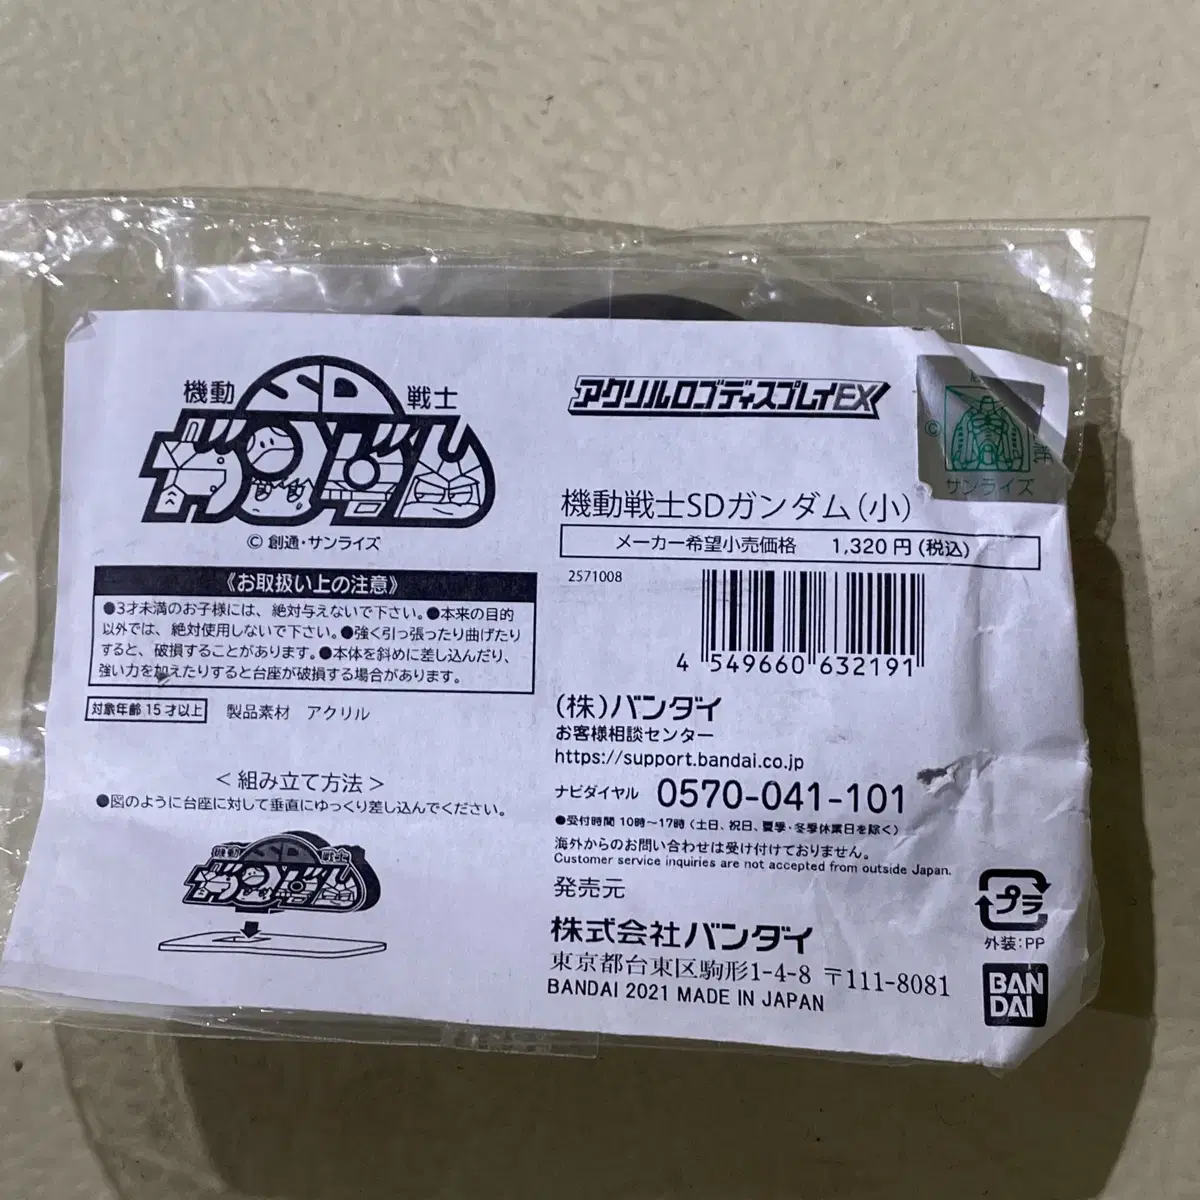 機動 SD 戦士
ガンダム
© 創通・サンライズ
《お取扱い上の注意》
●3才未満のお子様には、絶対与えないで下さい。●本来の目的
以外では、絶対使用しないで下さい。●強く引っ張ったり曲げたり
すると、破損することがあります。●本体を斜めに差し込んだり、
強い力を加えたりすると台座が破損する場合があります。
対象年齢15才以上 製品素材 アクリル
＜組み立て方法＞
●図のように台座に対して垂直にゆっくり差し込んでください。
機動 SD 戦士
ガンダム
アクリルロゴディスプレイEX
©
サンライズ
機動戦士SDガンダム（小）
メーカー希望小売価格 1,320円(税込)
2571008
4 549660 632191
(株)バンダイ
お客様相談センター
https://support.bandai.co.jp
ナビダイヤル 0570-041-101
●受付時間 10時〜17時（土日、祝日、夏季・冬季休業日を除く）
海外からのお問い合わせは受け付けておりません。
Customer service inquiries are not accepted from outside Japan.
発売元
株式会社バンダイ
東京都台東区駒形1-4-8 〒111-8081
BANDAI 2021 MADE IN JAPAN
プラ
外装:PP
BAN
DAI